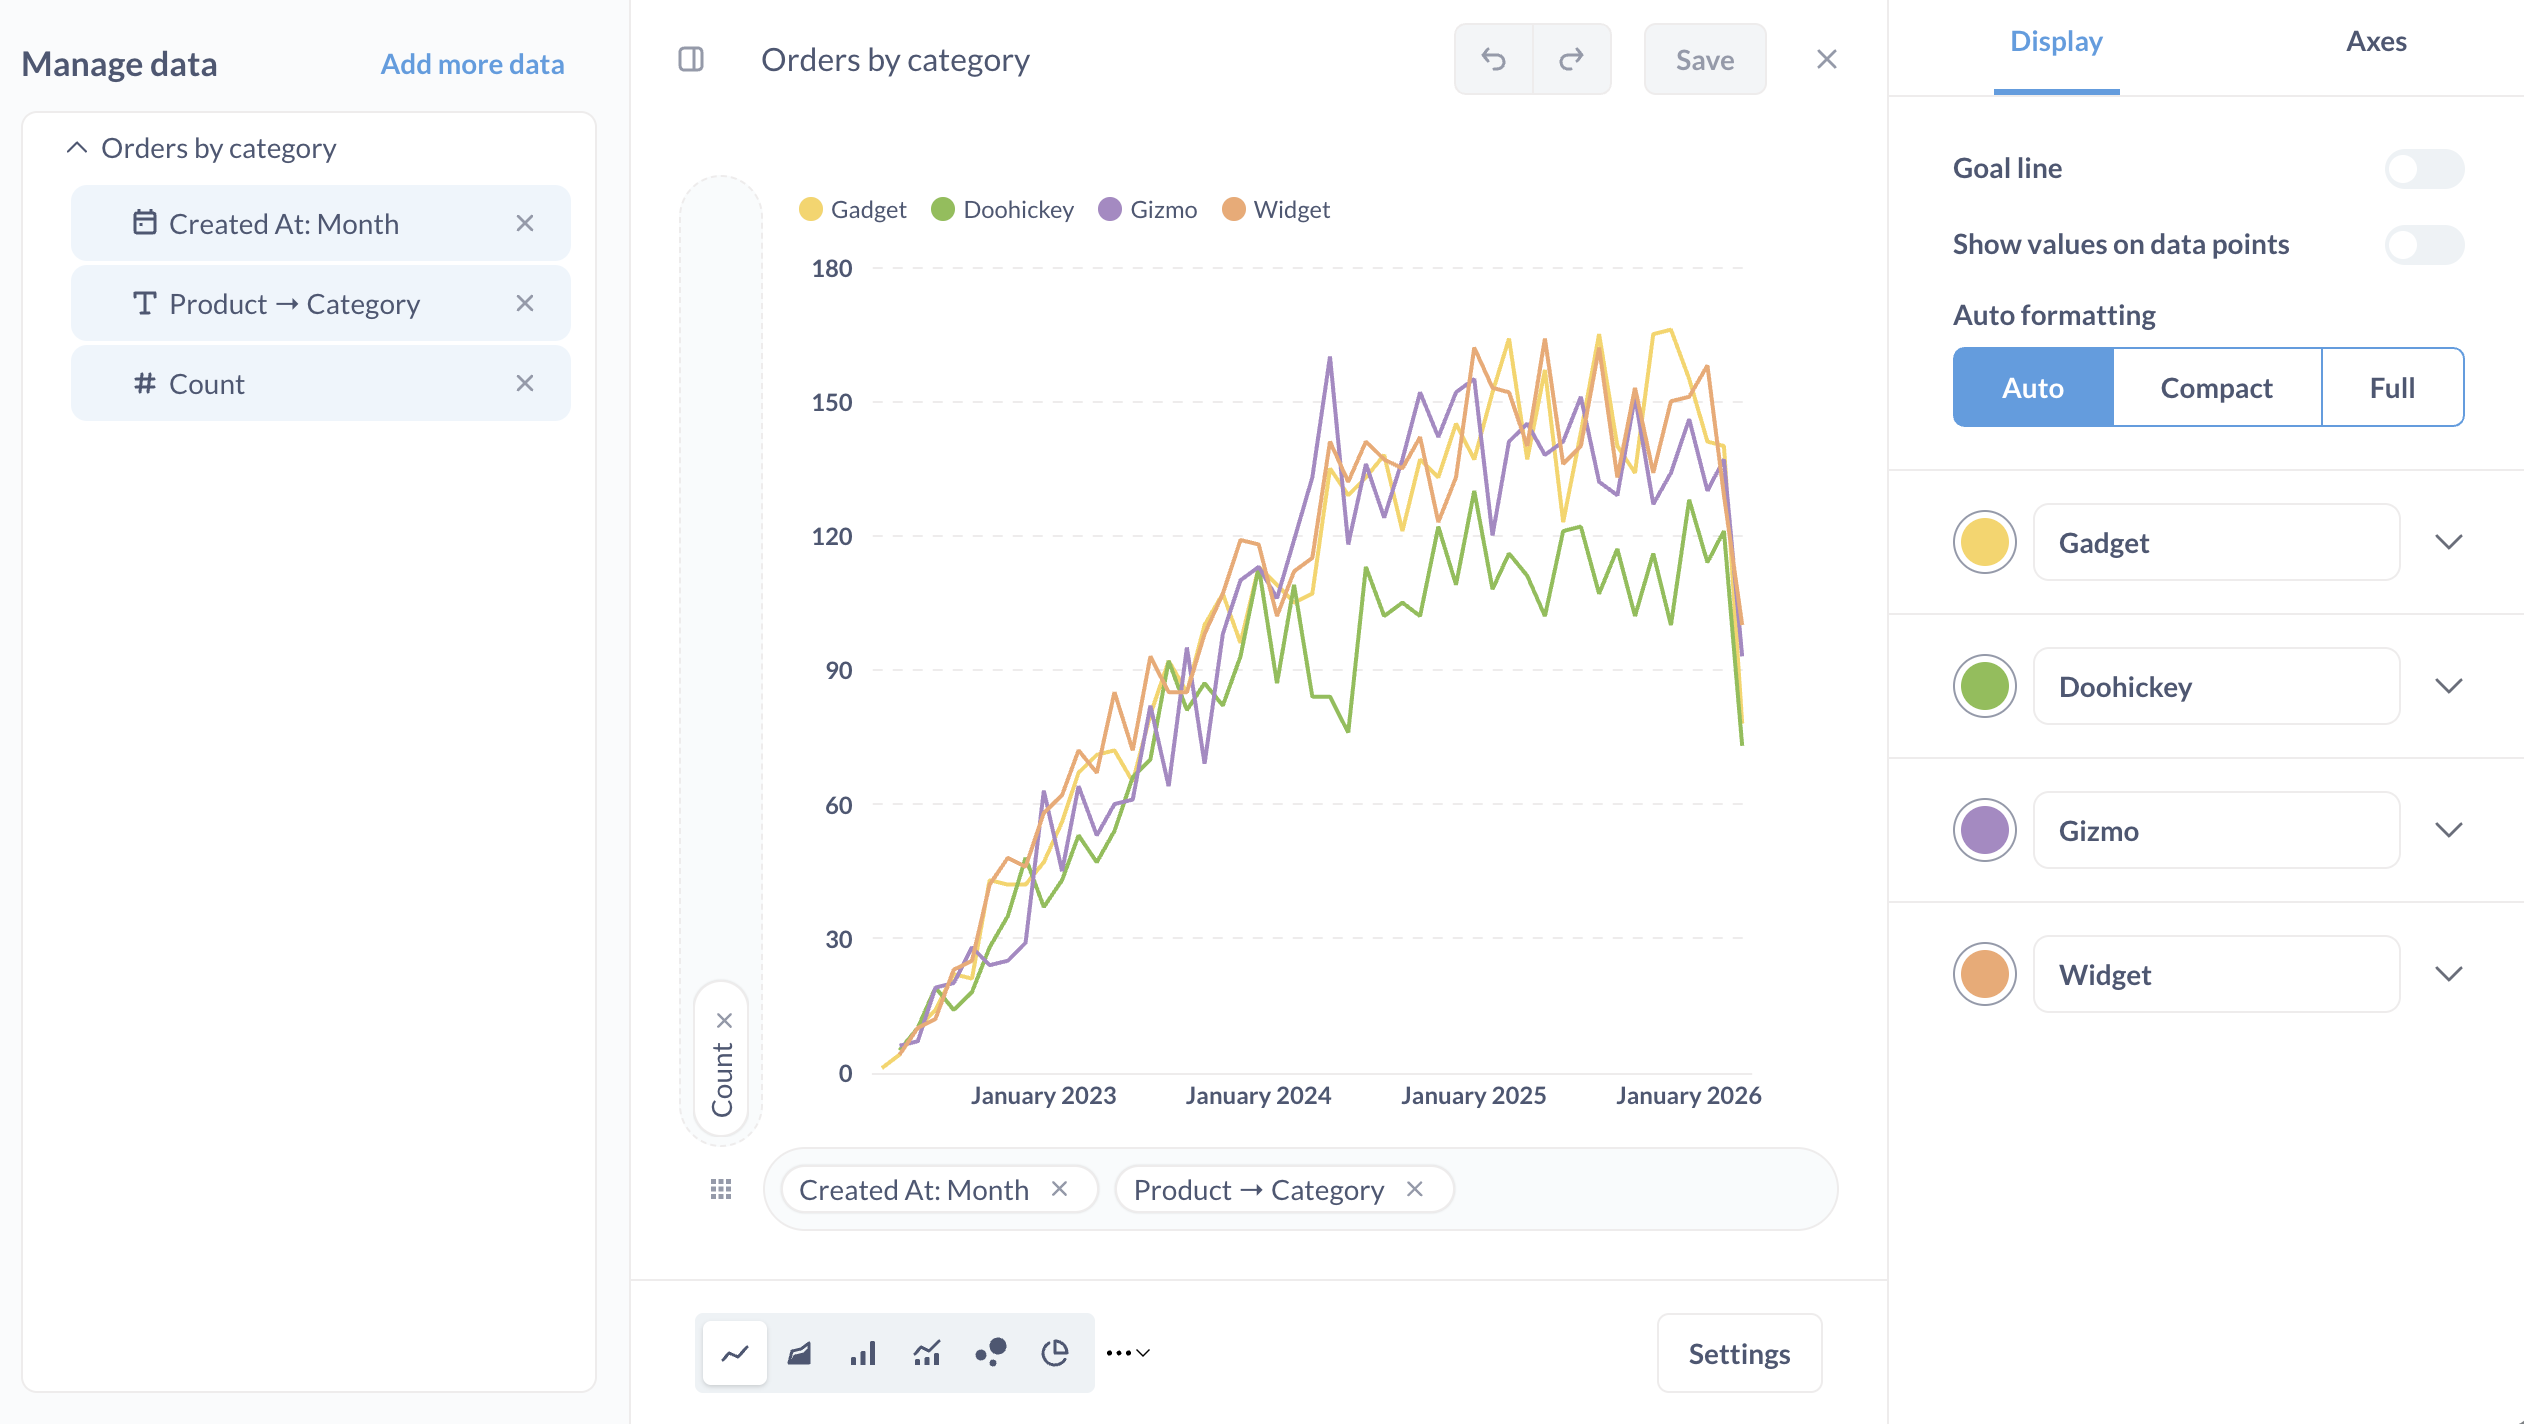 Manage data
Add more data
Orders by category
Created At: Month
Product → Category
# Count
Orders by category
Save
Gadget
Doohickey
Gizmo
Widget
180
150
120
90
60
30
0
January 2023
January 2024
January 2025
January 2026
Count
Created At: Month
Product → Category
Settings
Display
Axes
Goal line
Show values on data points
Auto formatting
Auto
Compact
Full
Gadget
Doohickey
Gizmo
Widget